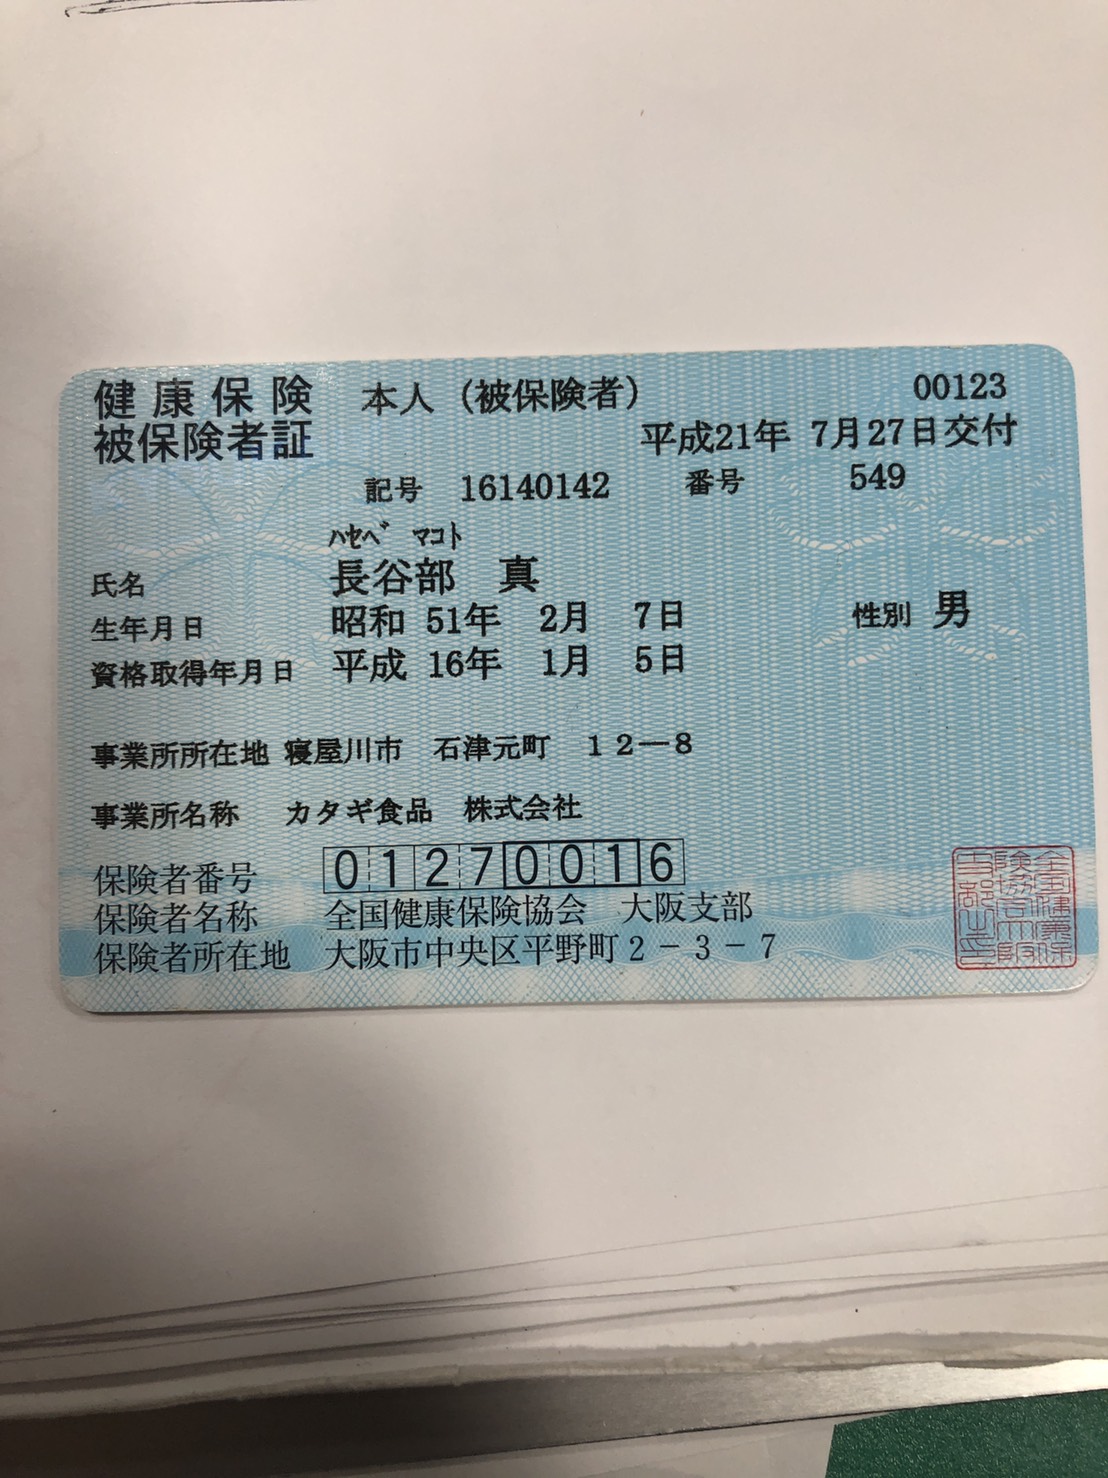 健康保険 本人（被保険者） 00123
被保険者証 平成21年 7月27日交付
記号 16140142 番号 549
ﾊｾﾍﾞ ﾏｺﾄ
氏名 長谷部 真
生年月日 昭和 51年 2月 7日 性別 男
資格取得年月日 平成 16年 1月 5日
事業所所在地 寝屋川市 石津元町 １２―８
事業所名称 カタギ食品 株式会社
保険者番号 01270016
保険者名称 全国健康保険協会 大阪支部
保険者所在地 大阪市中央区平野町２－３－７